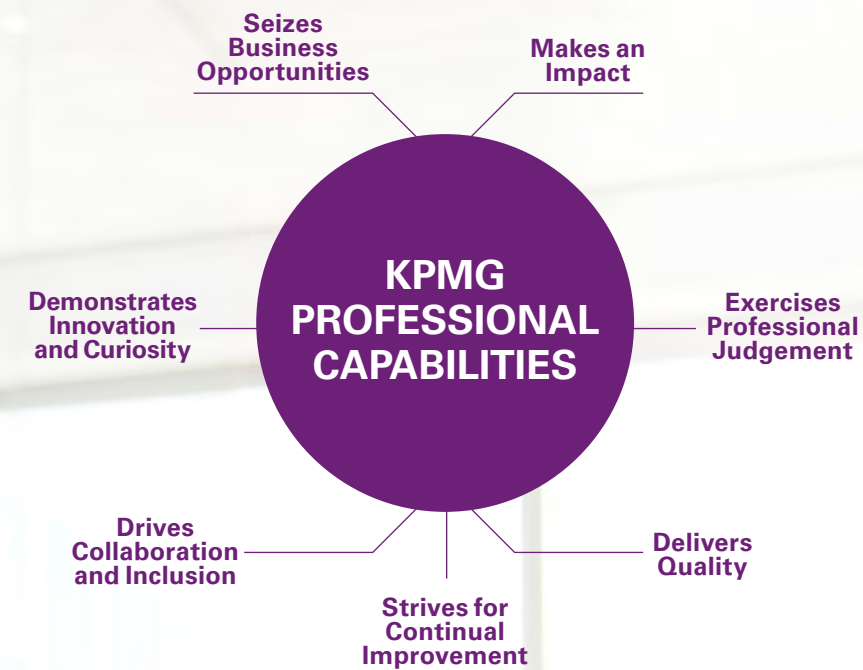 Seizes
Business
Opportunities
Makes an
Impact
KPMG
PROFESSIONAL
CAPABILITIES
Demonstrates
Innovation
and Curiosity
Exercises
Professional
Judgement
Drives
Collaboration
and Inclusion
Delivers
Quality
Strives for
Continual
Improvement